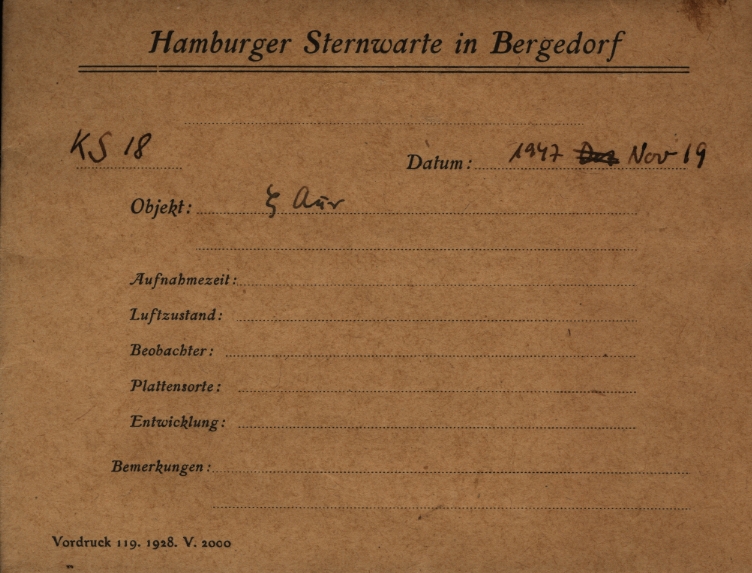 Hamburger Sternwarte in Bergedorf
KS 18
Datum: 1947 Nov 19
Objekt: ζ Aur
Aufnahmezeit:
Luftzustand:
Beobachter:
Plattensorte:
Entwicklung:
Bemerkungen:
Vordruck 119. 1928. V. 2000